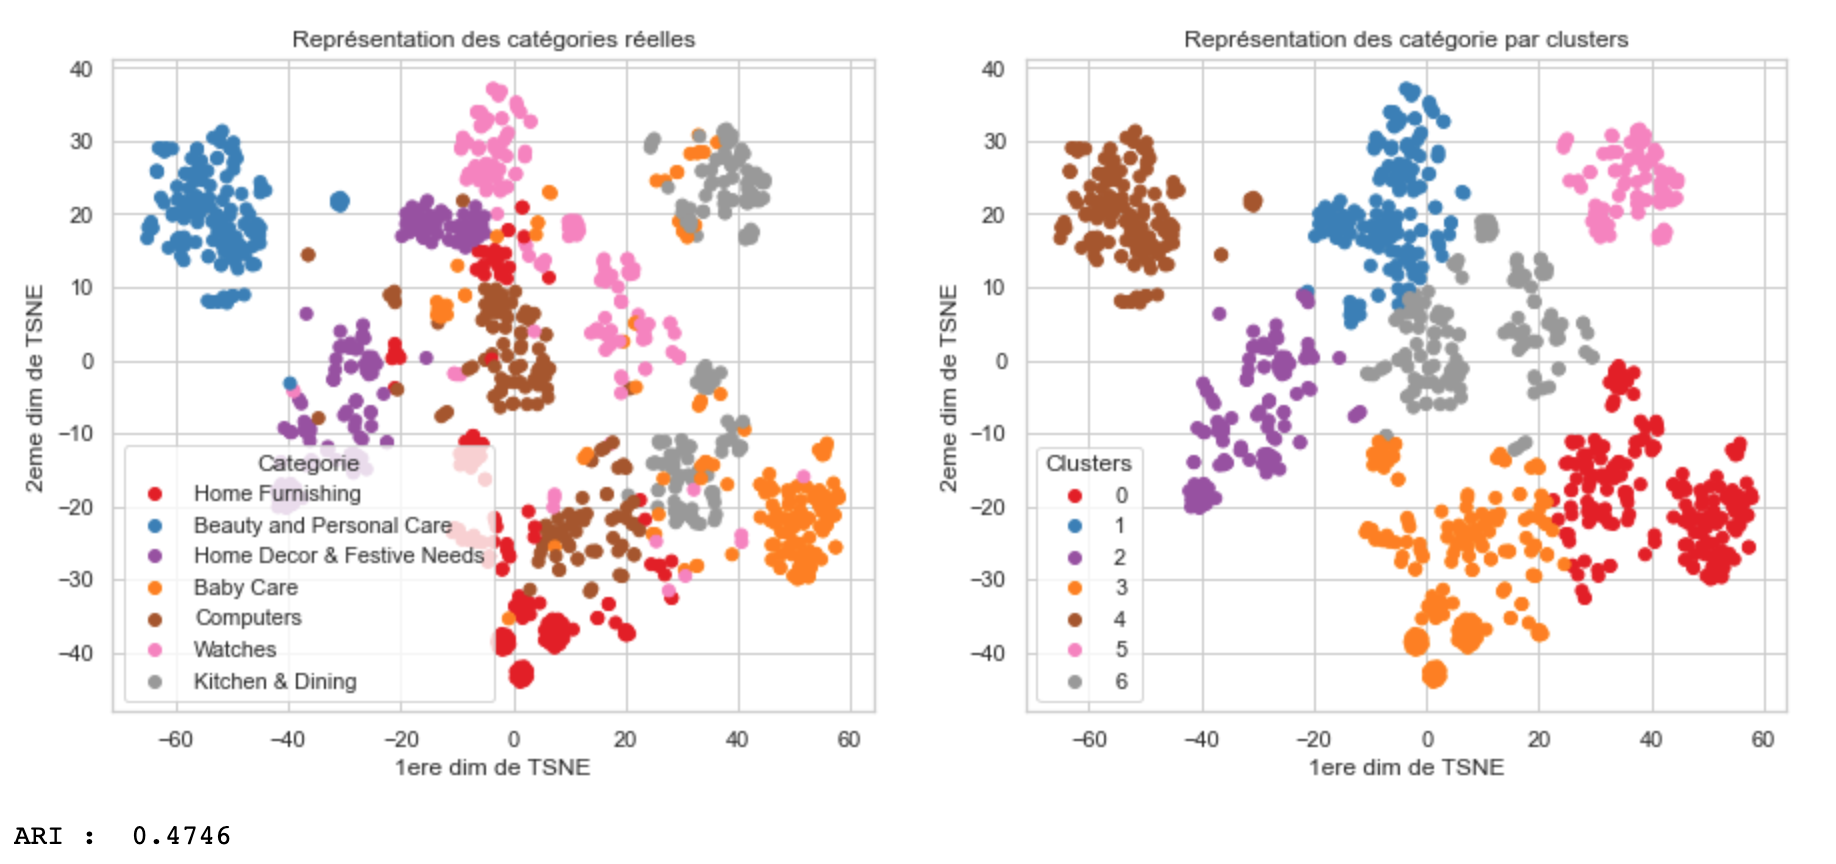 Représentation des catégories réelles
40
30
20
10
0
−10
−20
−30
−40
2eme dim de TSNE
Categorie
Home Furnishing
Beauty and Personal Care
Home Decor & Festive Needs
Baby Care
Computers
Watches
Kitchen & Dining
−60 −40 −20 0 20 40 60
1ere dim de TSNE
Représentation des catégorie par clusters
40
30
20
10
0
−10
−20
−30
−40
2eme dim de TSNE
Clusters
0
1
2
3
4
5
6
−60 −40 −20 0 20 40 60
1ere dim de TSNE
ARI : 0.4746